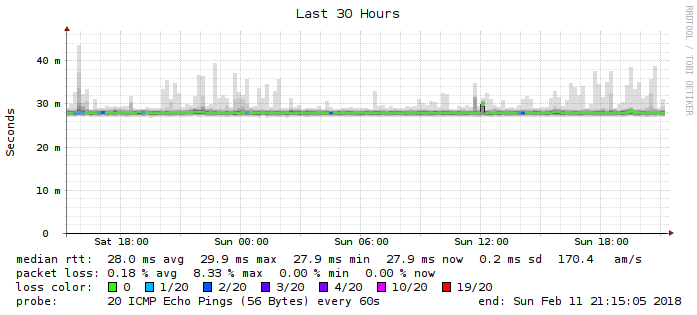 Last 30 Hours
RRDTOOL / TOBI OETIKER
Seconds
40 m
30 m
20 m
10 m
0
Sat 18:00 Sun 00:00 Sun 06:00 Sun 12:00 Sun 18:00
median rtt: 28.0 ms avg 29.9 ms max 27.9 ms min 27.9 ms now 0.2 ms sd 170.4 am/s
packet loss: 0.18 % avg 8.33 % max 0.00 % min 0.00 % now
loss color: 0 1/20 2/20 3/20 4/20 10/20 19/20
probe: 20 ICMP Echo Pings (56 Bytes) every 60s end: Sun Feb 11 21:15:05 2018